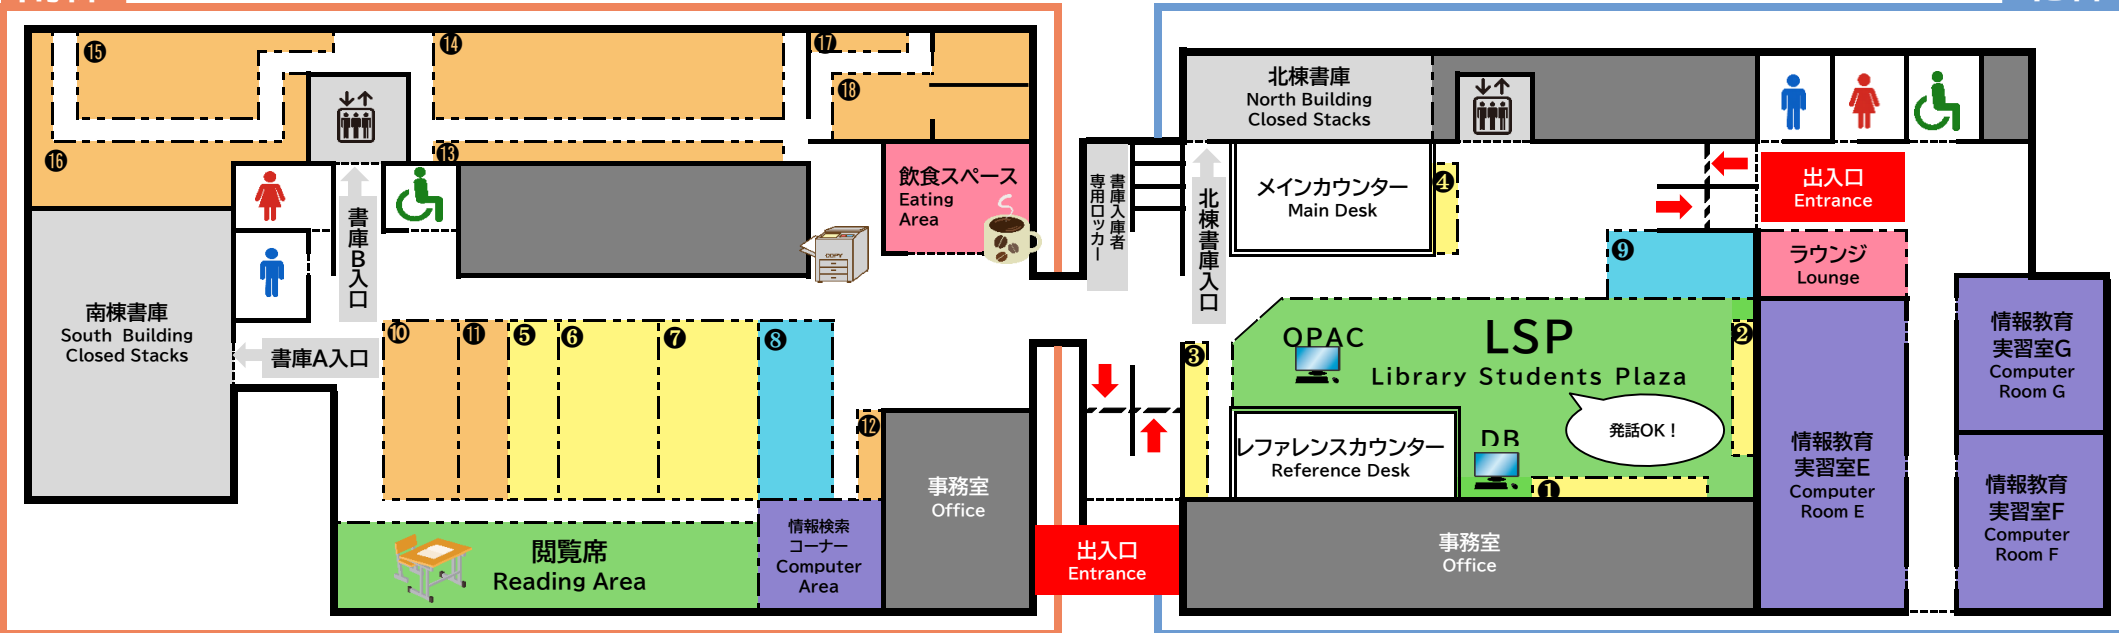 ⓯
⓮
⓱
⓲
⓰
⓭
飲食スペース
Eating
Area
COPY
書庫B入口
南棟書庫
South Building
Closed Stacks
書庫A入口
❿
⓫
❺
❻
❼
❽
⓬
事務室
Office
閲覧席
Reading Area
情報検索
コーナー
Computer
Area
書庫入庫者
専用ロッカー
出入口
Entrance
北棟書庫
North Building
Closed Stacks
北棟書庫入口
メインカウンター
Main Desk
❹
出入口
Entrance
❾
ラウンジ
Lounge
OPAC
LSP
Library Students Plaza
❷
❸
発話OK！
レファレンスカウンター
Reference Desk
DB
❶
事務室
Office
情報教育
実習室E
Computer
Room E
情報教育
実習室G
Computer
Room G
情報教育
実習室F
Computer
Room F